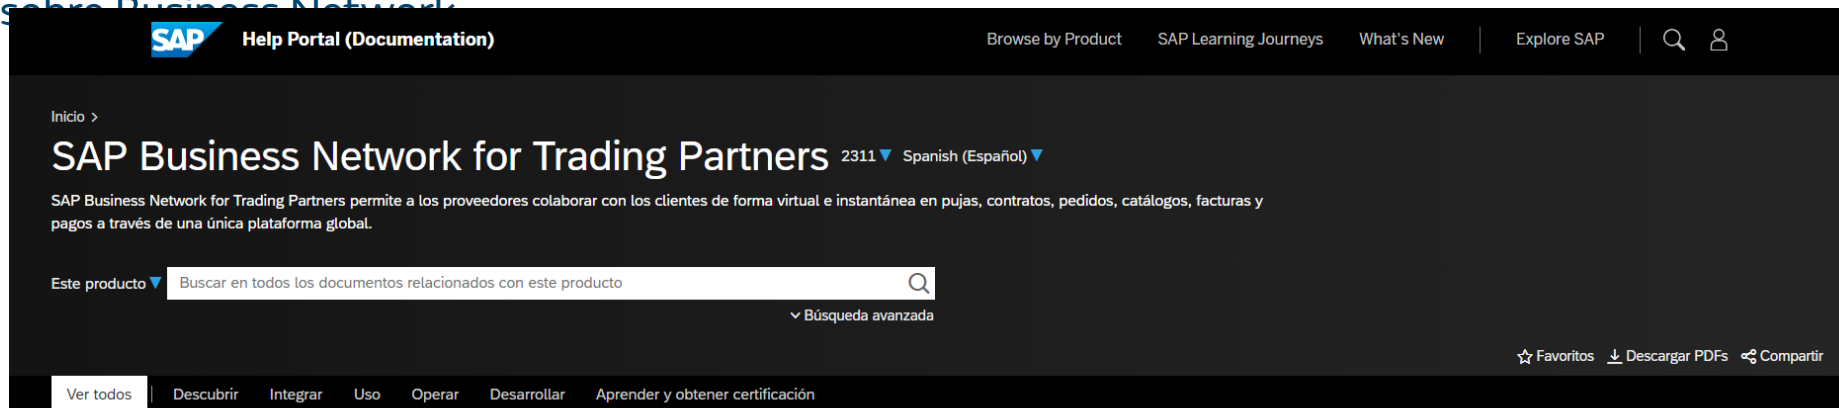 sobre Business Network
SAP Help Portal (Documentation) Browse by Product SAP Learning Journeys What's New Explore SAP
Inicio >
SAP Business Network for Trading Partners 2311 Spanish (Español)
SAP Business Network for Trading Partners permite a los proveedores colaborar con los clientes de forma virtual e instantánea en pujas, contratos, pedidos, catálogos, facturas y
pagos a través de una única plataforma global.
Este producto Buscar en todos los documentos relacionados con este producto
Búsqueda avanzada
Favoritos Descargar PDFs Compartir
Ver todos Descubrir Integrar Uso Operar Desarrollar Aprender y obtener certificación